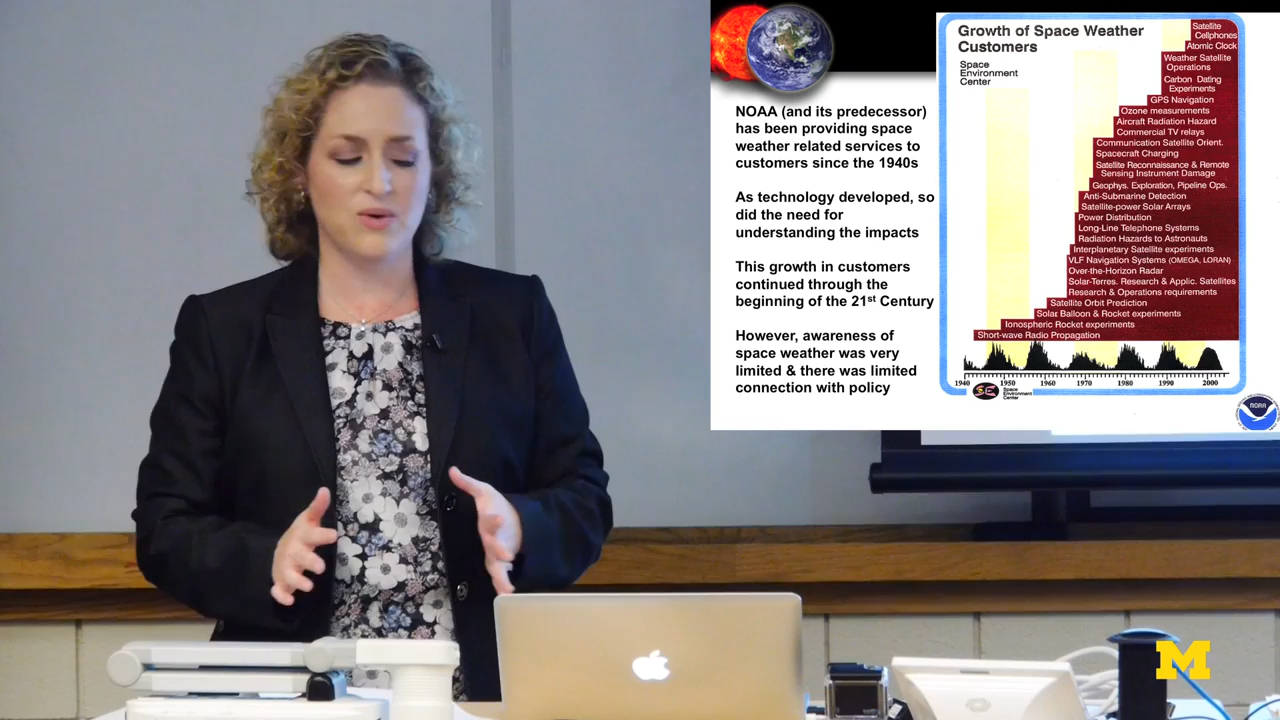 NOAA (and its predecessor)
has been providing space
weather related services to
customers since the 1940s
As technology developed, so
did the need for
understanding the impacts
This growth in customers
continued through the
beginning of the 21st Century
However, awareness of
space weather was very
limited & there was limited
connection with policy
Growth of Space Weather
Customers
Space
Environment
Center
Satellite
Cellphones
Atomic Clock
Weather Satellite
Operations
Carbon Dating
Experiments
GPS Navigation
Ozone measurements
Aircraft Radiation Hazard
Commercial TV relays
Communication Satellite Orient.
Spacecraft Charging
Satellite Reconnaissance & Remote
Sensing Instrument Damage
Geophys. Exploration, Pipeline Ops.
Anti-Submarine Detection
Satellite-power Solar Arrays
Power Distribution
Long-Line Telephone Systems
Radiation Hazards to Astronauts
Interplanetary Satellite experiments
VLF Navigation Systems (OMEGA, LORAN)
Over-the-Horizon Radar
Solar-Terres. Research & Applic. Satellites
Research & Operations requirements
Satellite Orbit Prediction
Solar Balloon & Rocket experiments
Ionospheric Rocket experiments
Short-wave Radio Propagation
1940 1950 1960 1970 1980 1990 2000
Space
Environment
Center
NOAA
M